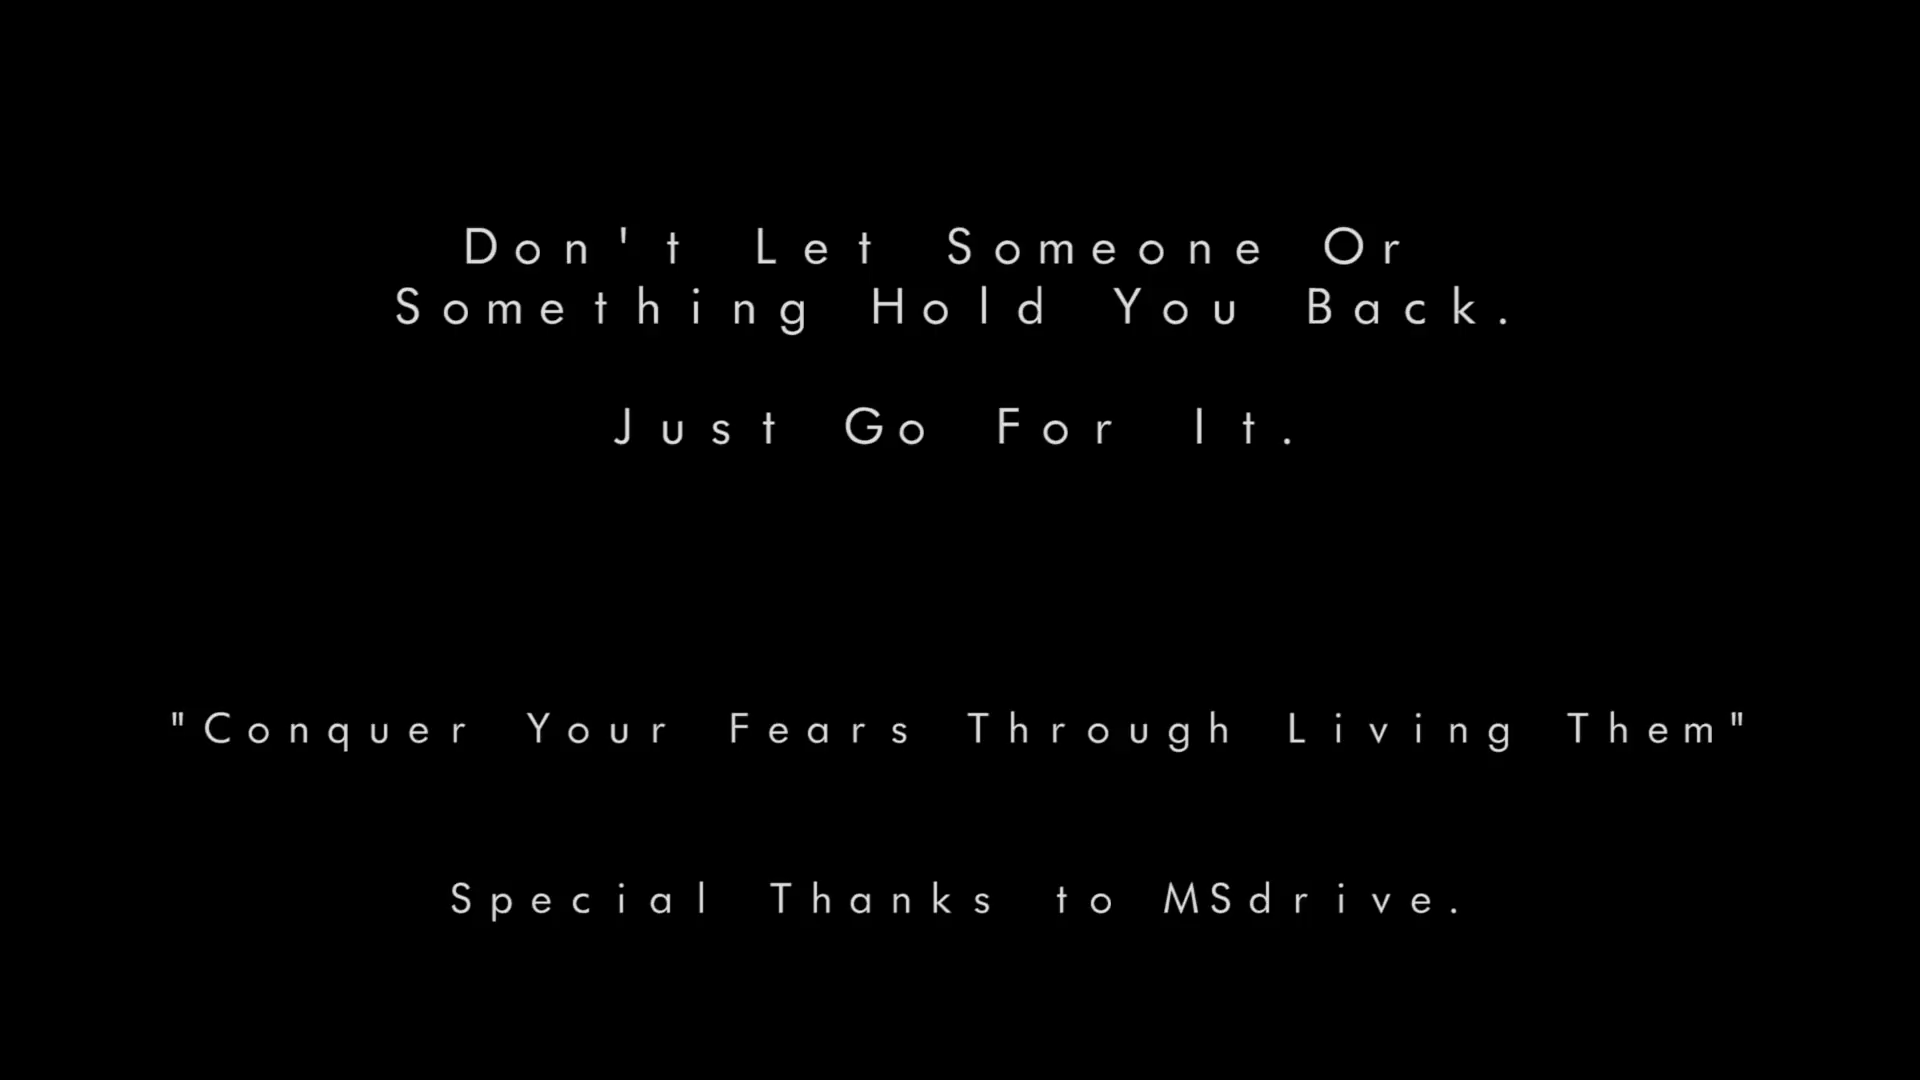 Don't Let Someone Or
Something Hold You Back.
Just Go For It.
"Conquer Your Fears Through Living Them"
Special Thanks to MSdrive.